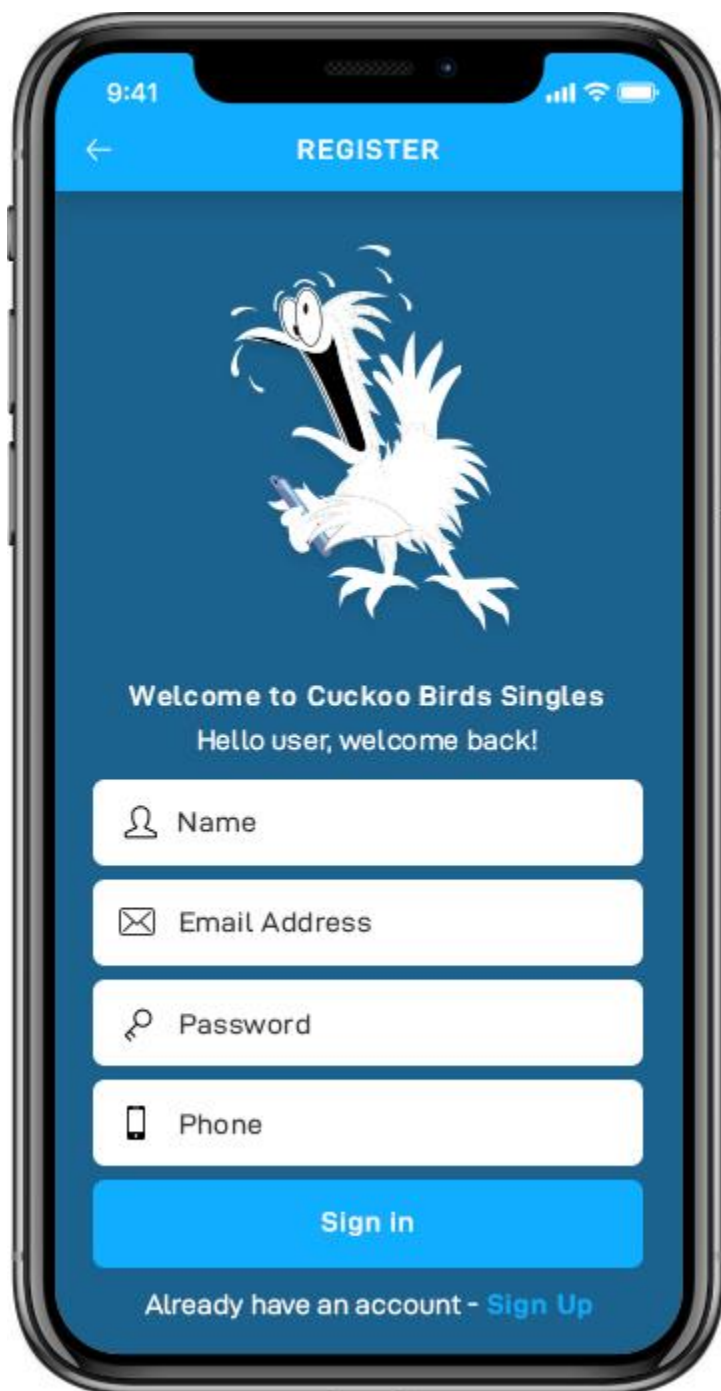 9:41
REGISTER
Welcome to Cuckoo Birds Singles
Hello user, welcome back!
Name
Email Address
Password
Phone
Sign in
Already have an account - Sign Up